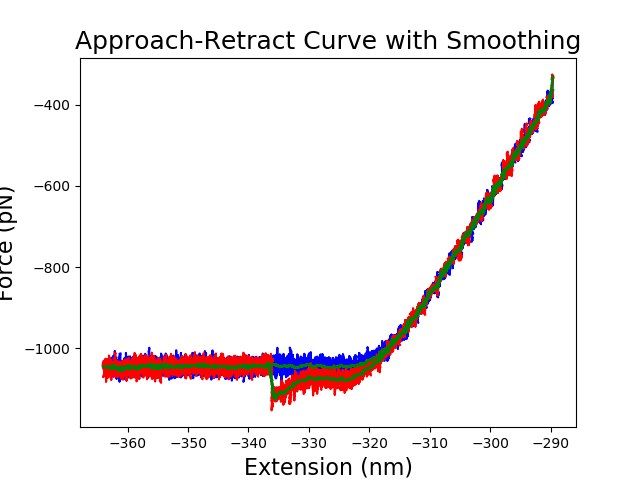 Approach-Retract Curve with Smoothing
Force (pN)
−400
−600
−800
−1000
−360 −350 −340 −330 −320 −310 −300 −290
Extension (nm)